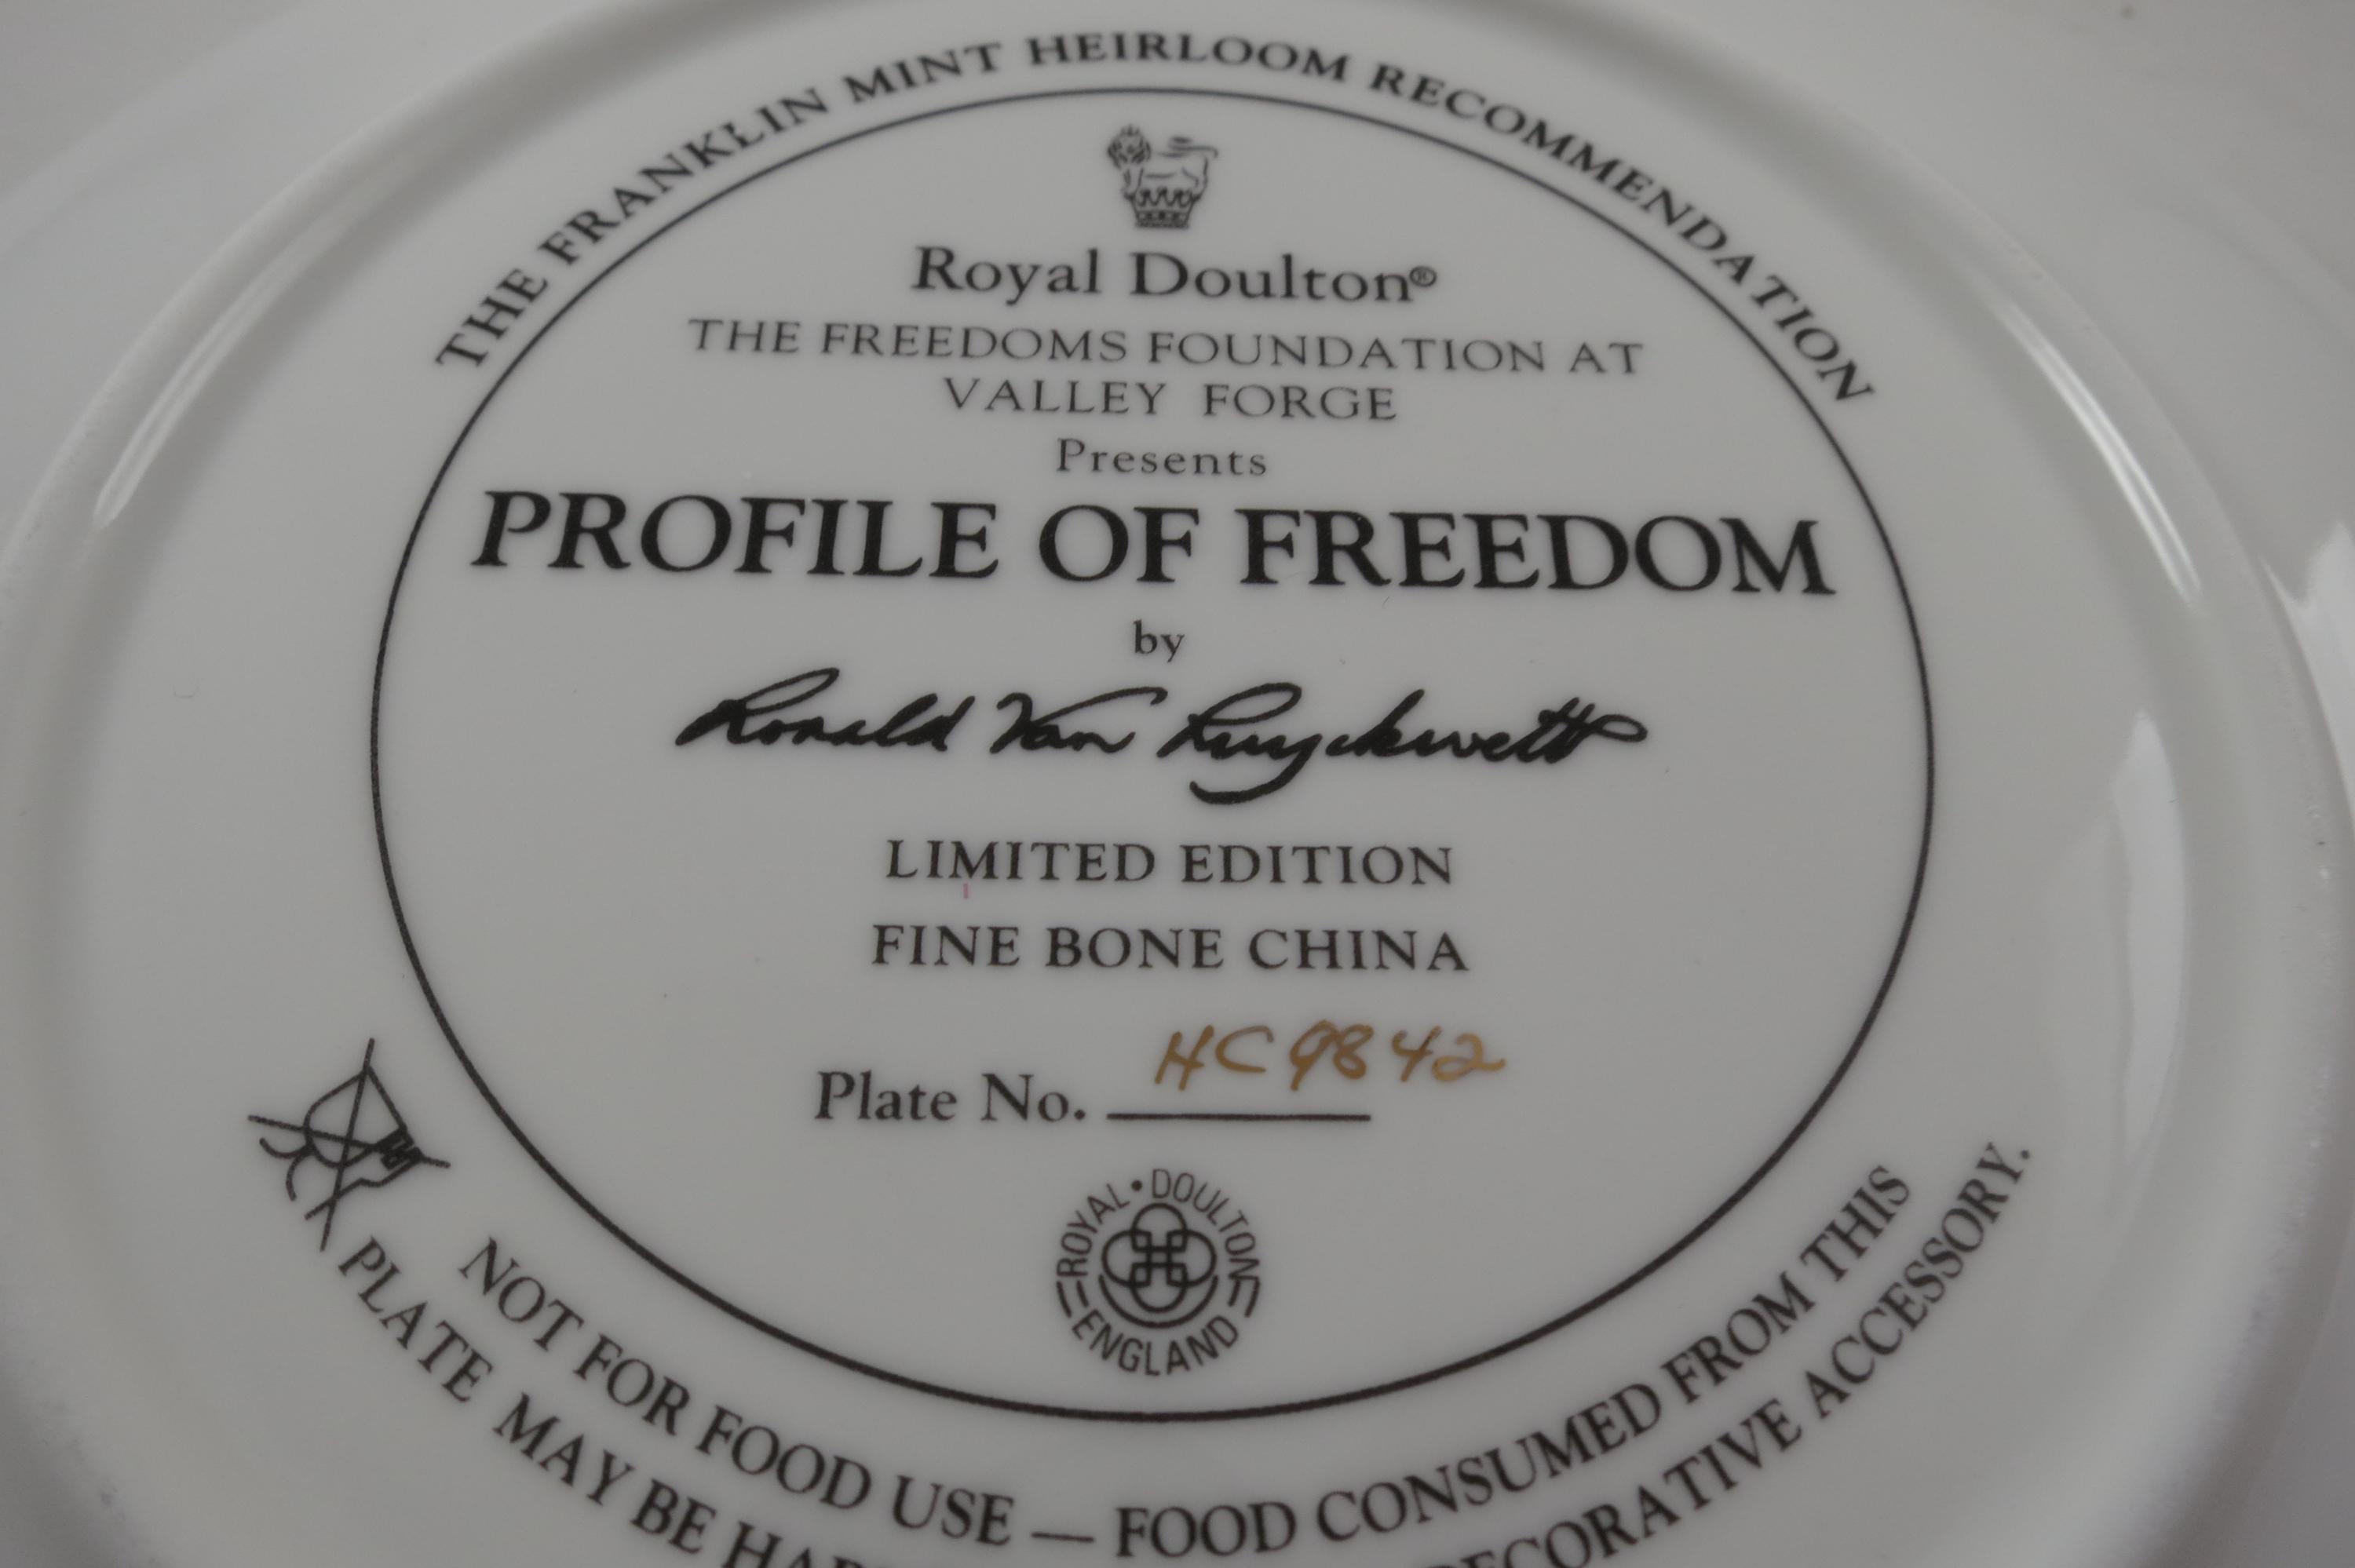 THE FRANKLIN MINT HEIRLOOM RECOMMENDATION
Royal Doulton®
THE FREEDOMS FOUNDATION AT
VALLEY FORGE
Presents
PROFILE OF FREEDOM
by
Ronald Van Ruyckevelt
LIMITED EDITION
FINE BONE CHINA
Plate No. HC9842
ROYAL • DOULTON
ENGLAND
NOT FOR FOOD USE — FOOD CONSUMED FROM THIS
PLATE MAY BE ACCESSORY.